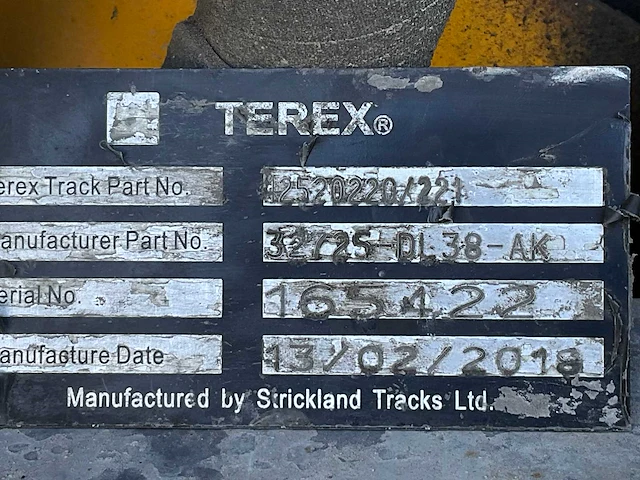 TEREX®
erex Track Part No. 12520220/221
anufacturer Part No. 32725-DL38-AK
erial No. 165422
anufacture Date 13/02/2018
Manufactured by Strickland Tracks Ltd.